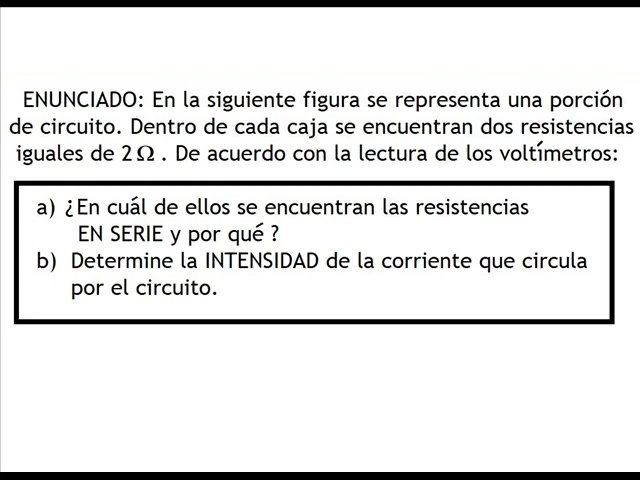 ENUNCIADO: En la siguiente figura se representa una porción
de circuito. Dentro de cada caja se encuentran dos resistencias
iguales de 2 Ω . De acuerdo con la lectura de los voltímetros:
a) ¿En cuál de ellos se encuentran las resistencias
EN SERIE y por qué ?
b) Determine la INTENSIDAD de la corriente que circula
por el circuito.